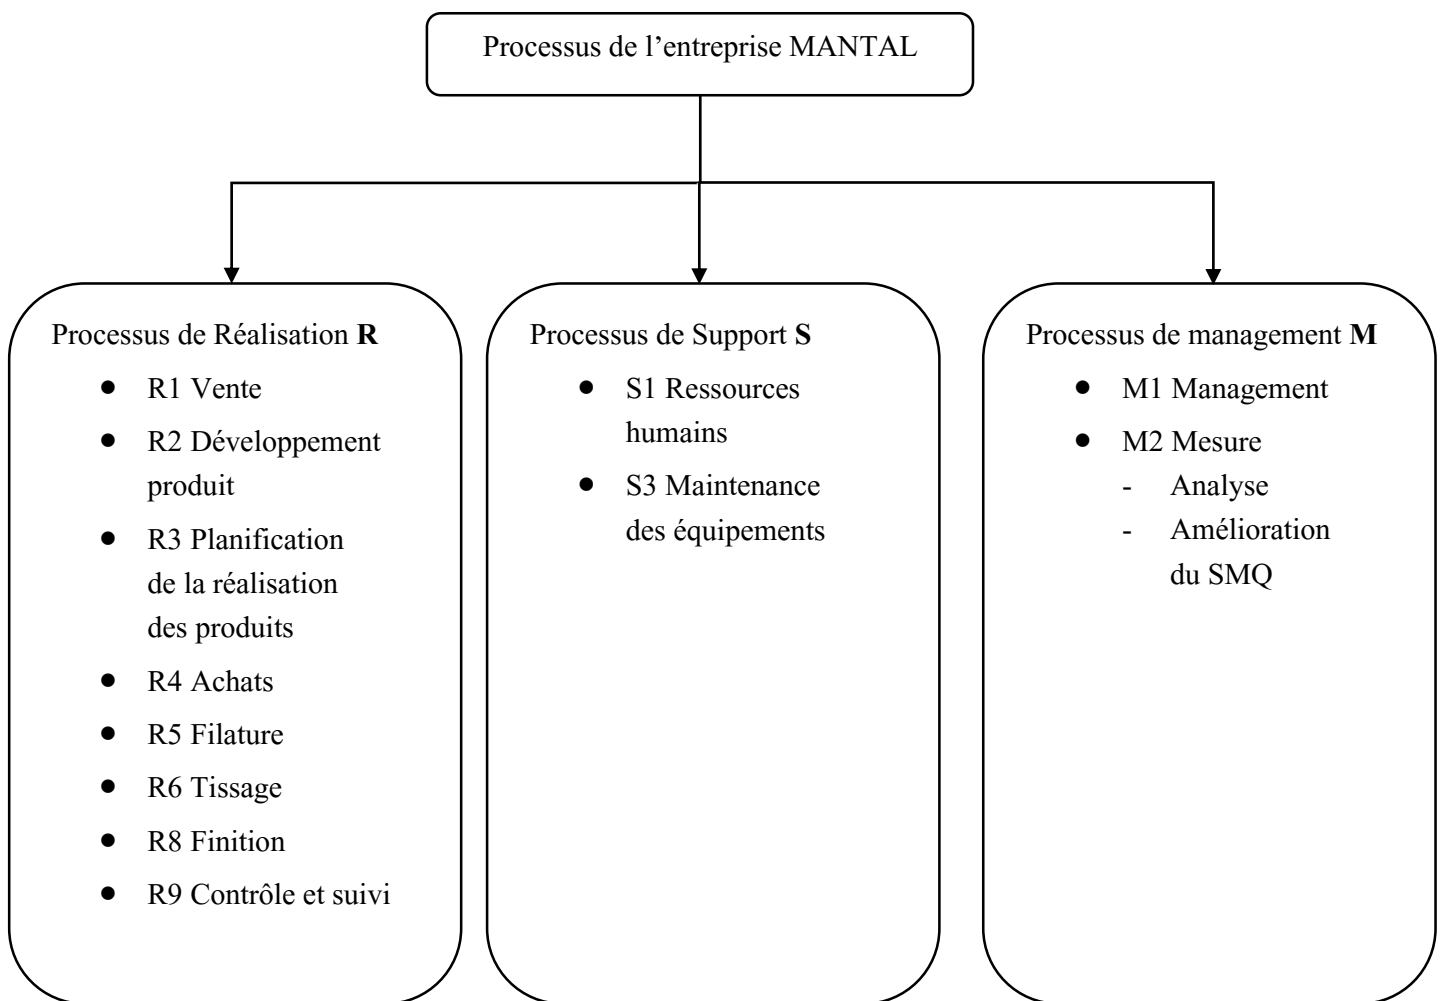 Processus de l’entreprise MANTAL
Processus de Réalisation R
● R1 Vente
● R2 Développement
produit
● R3 Planification
de la réalisation
des produits
● R4 Achats
● R5 Filature
● R6 Tissage
● R8 Finition
● R9 Contrôle et suivi
Processus de Support S
● S1 Ressources
humains
● S3 Maintenance
des équipements
Processus de management M
● M1 Management
● M2 Mesure
- Analyse
- Amélioration
du SMQ